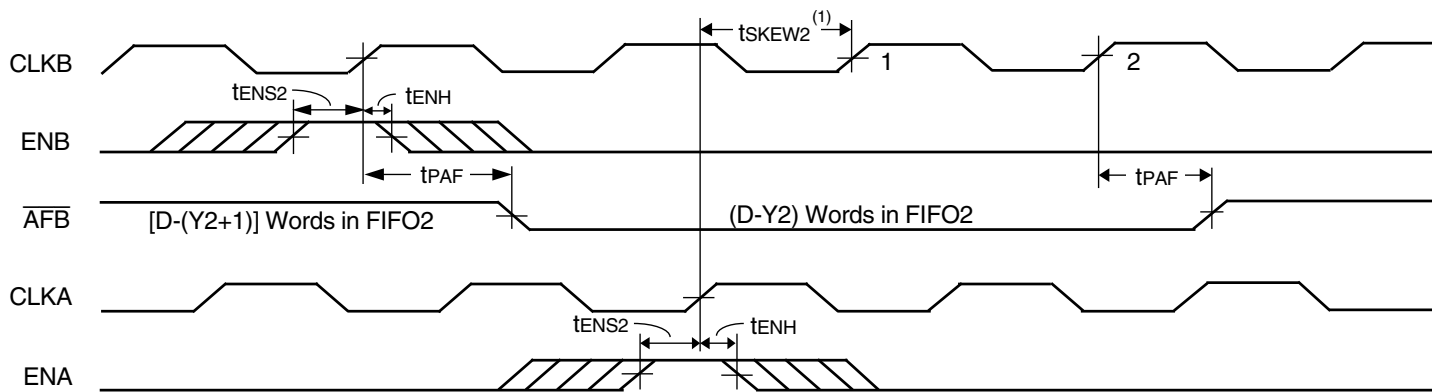 tSKEW2 (1)
CLKB
1
2
tENS2
tENH
ENB
tPAF
tPAF
AFB
[D-(Y2+1)] Words in FIFO2
(D-Y2) Words in FIFO2
CLKA
tENS2
tENH
ENA